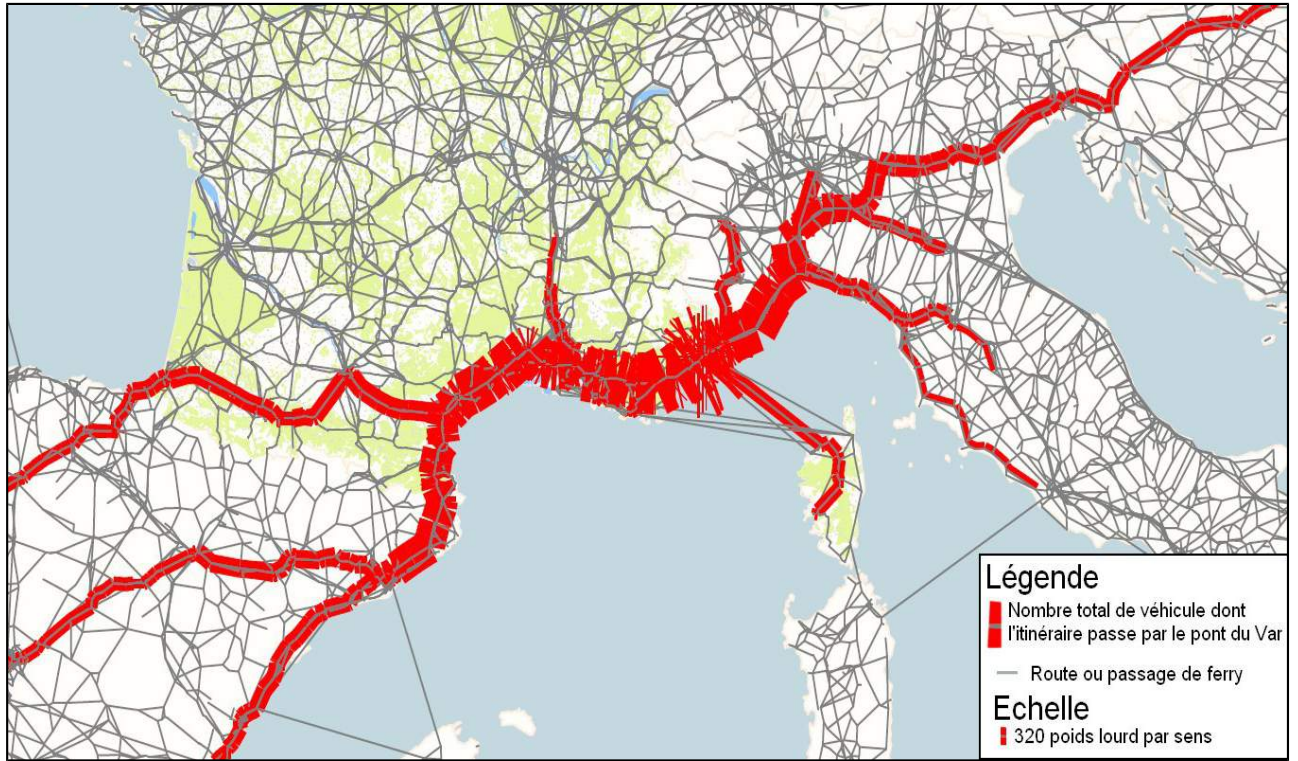 Légende
Nombre total de véhicule dont
l'itinéraire passe par le pont du Var
Route ou passage de ferry
Echelle
320 poids lourd par sens